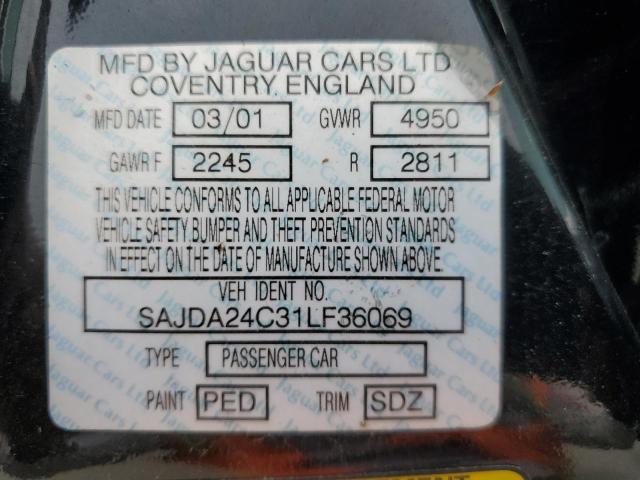 MFD BY JAGUAR CARS LTD
COVENTRY, ENGLAND
MFD DATE 03/01 GVWR 4950
GAWR F 2245 R 2811
THIS VEHICLE CONFORMS TO ALL APPLICABLE FEDERAL MOTOR
VEHICLE SAFETY BUMPER AND THEFT PREVENTION STANDARDS
IN EFFECT ON THE DATE OF MANUFACTURE SHOWN ABOVE.
VEH IDENT NO.
SAJDA24C31LF36069
TYPE PASSENGER CAR
PAINT PED TRIM SDZ